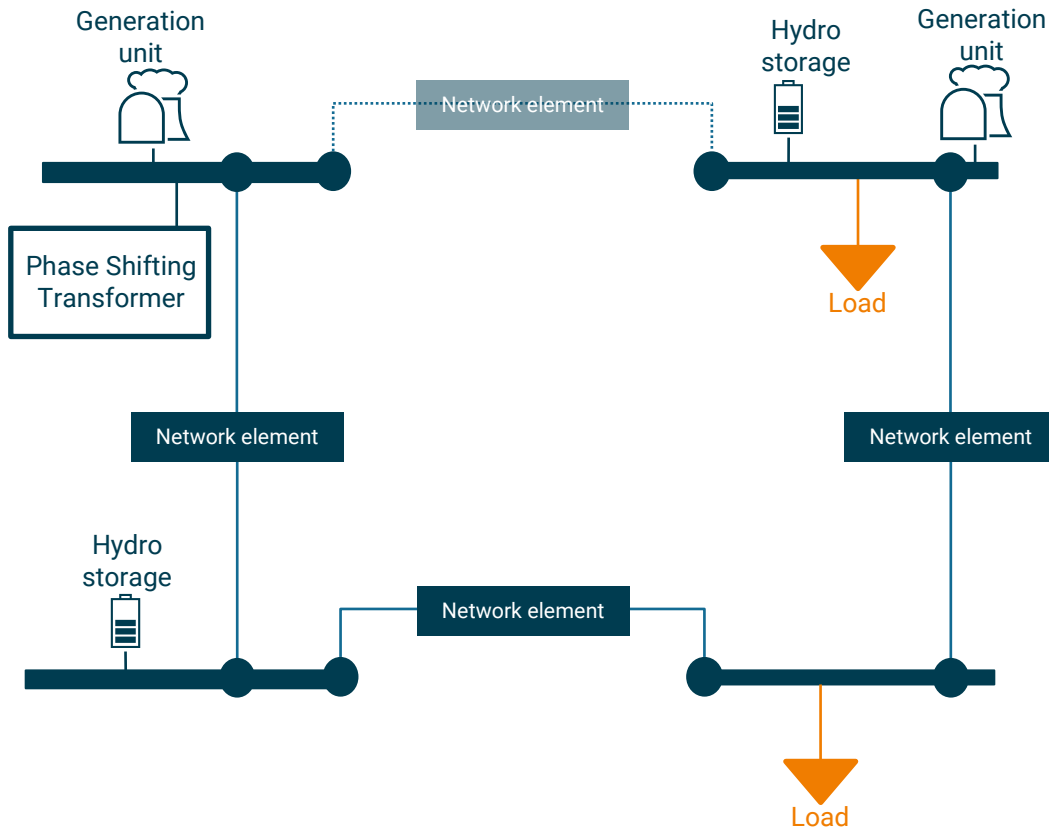 Generation
unit
Hydro
storage
Generation
unit
Network element
Phase Shifting
Transformer
Load
Network element
Network element
Hydro
storage
Network element
Load